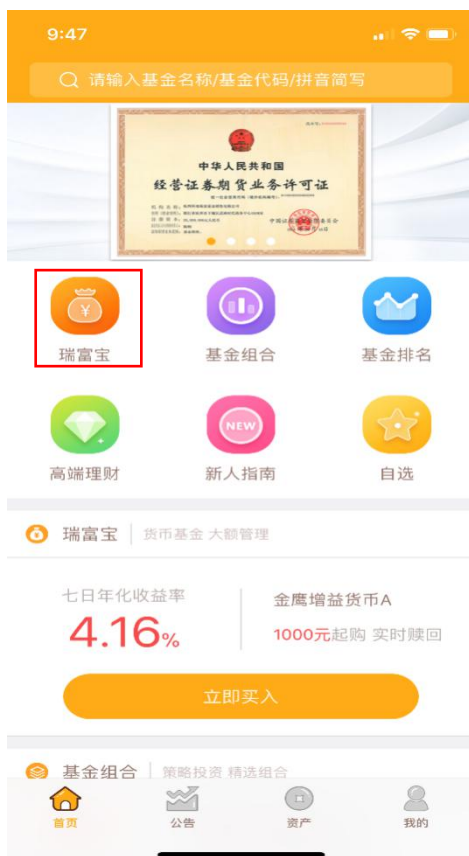 9:47
请输入基金名称/基金代码/拼音简写
中华人民共和国
经营证券期货业务许可证
¥
瑞富宝
基金组合
基金排名
NEW
高端理财
新人指南
自选
瑞富宝 货币基金 大额管理
七日年化收益率
金鹰增益货币A
4.16%
1000元起购 实时赎回
立即买入
基金组合 策略投资 精选组合
首页
公告
资产
我的